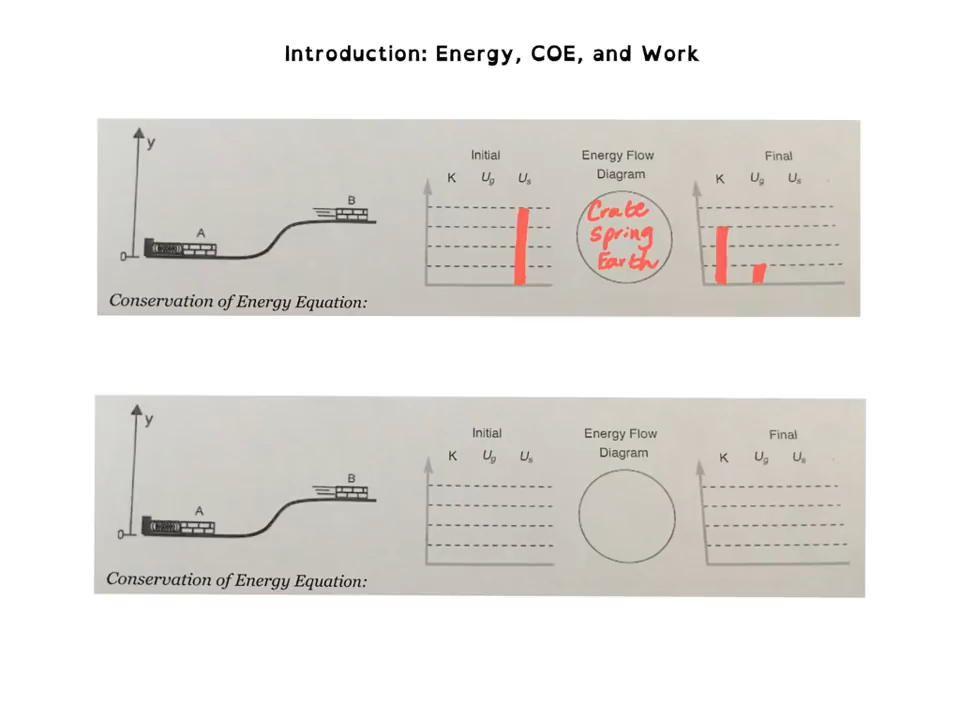 Introduction: Energy, COE, and Work
y
A
B
0
Initial
K Ug Us
Energy Flow
Diagram
Crate
Spring
Earth
Final
K Ug Us
Conservation of Energy Equation:
y
A
B
0
Initial
K Ug Us
Energy Flow
Diagram
Final
K Ug Us
Conservation of Energy Equation: